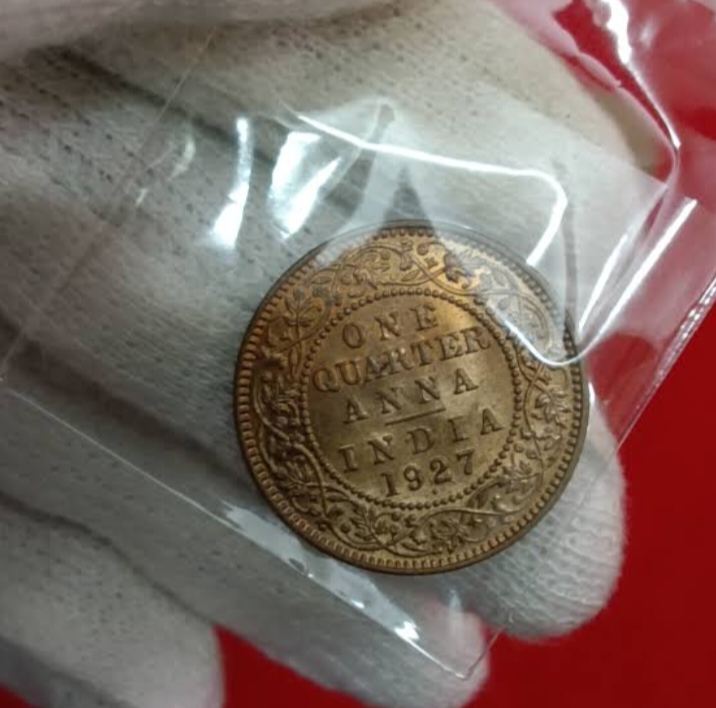 ONE
QUARTER
ANNA
INDIA
1927